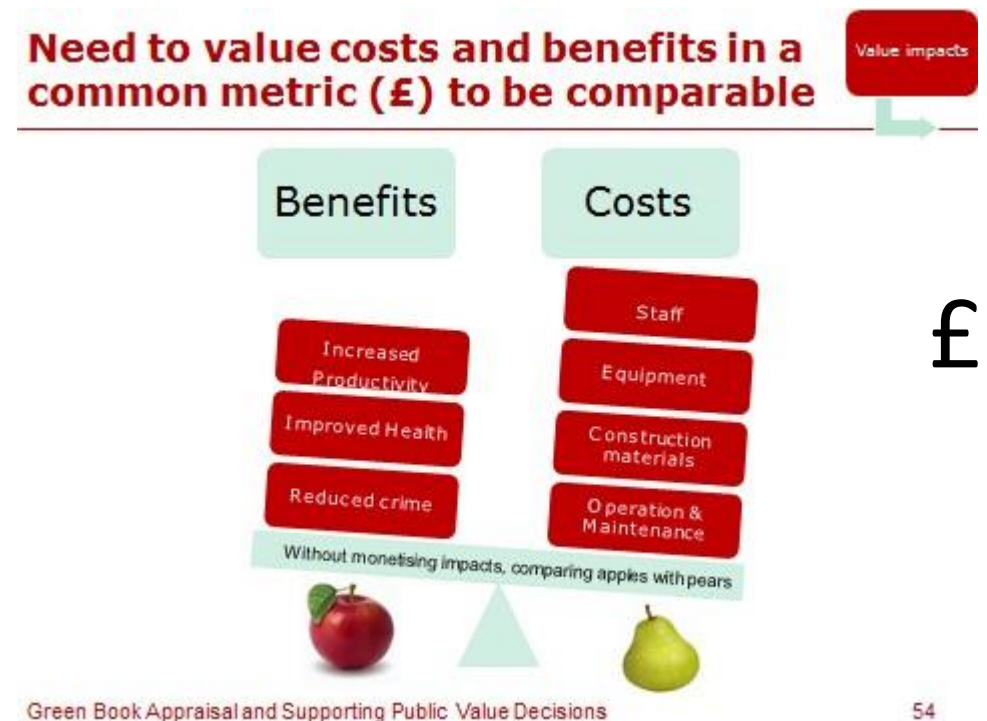 Need to value costs and benefits in a
common metric (£) to be comparable
Value impacts
Benefits
Costs
Staff
Increased
Productivity
Equipment
Improved Health
Construction
materials
Reduced crime
Operation &
Maintenance
£
Without monetising impacts, comparing apples with pears
Green Book Appraisal and Supporting Public Value Decisions
54